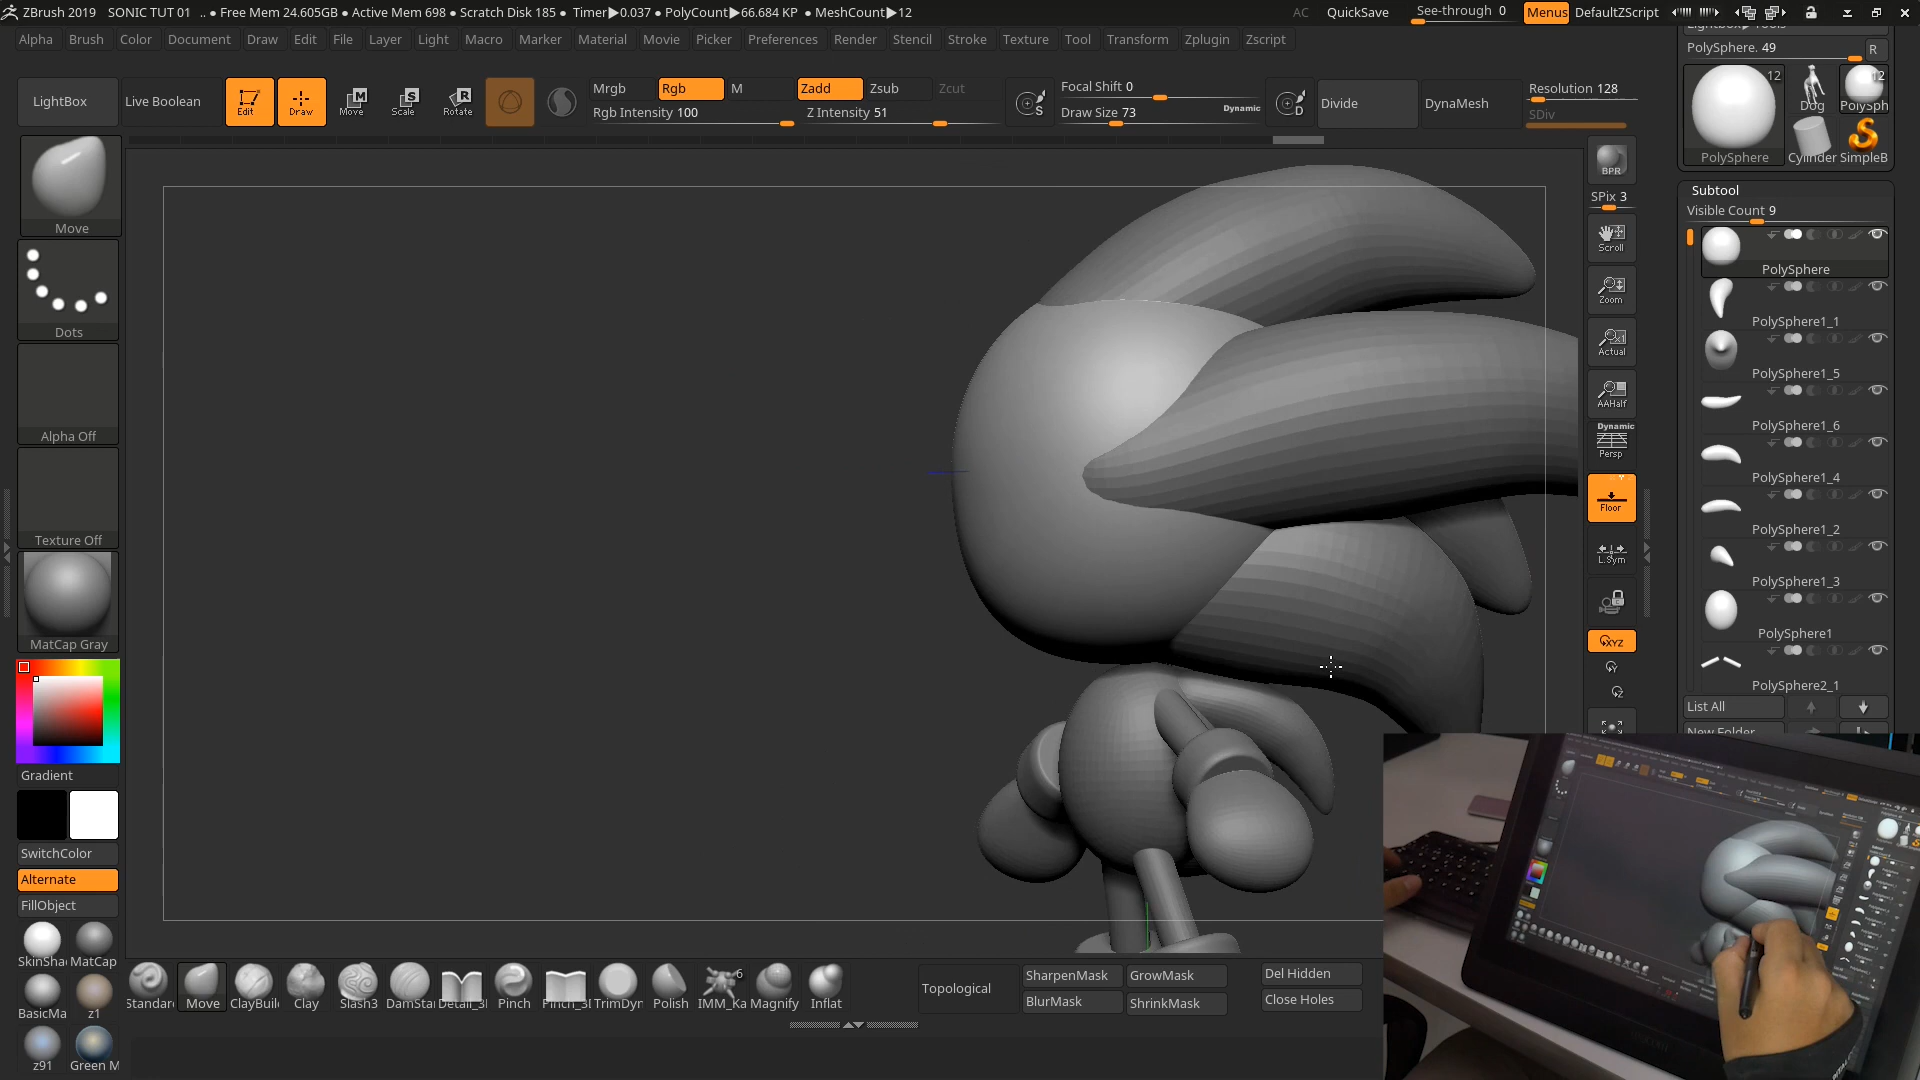 ZBrush 2019 SONIC TUT 01 .. ● Free Mem 24.605GB ● Active Mem 698 ● Scratch Disk 185 ● Timer▶0.037 ● PolyCount▶66.684 KP ● MeshCount▶12 AC QuickSave See-through 0 Menus DefaultZScript
Alpha Brush Color Document Draw Edit File Layer Light Macro Marker Material Movie Picker Preferences Render Stencil Stroke Texture Tool Transform Zplugin Zscript
PolySphere. 49 R
LightBox
Live Boolean
Edit
Draw
Move
Scale
Rotate
Mrgb Rgb M Zadd Zsub Zcut
Rgb Intensity 100 Z Intensity 51
S
Focal Shift 0
Draw Size 73 Dynamic
D
Divide
DynaMesh
Resolution 128
SDiv
12
PolySphere
Dog
12
PolySph
Cylinder
SimpleB
Move
Dots
Alpha Off
Texture Off
MatCap Gray
Gradient
SwitchColor
Alternate
FillObject
SkinSha
MatCap
BasicMa
z1
z91
Green M
BPR
SPix 3
Scroll
Zoom
Actual
AAHalf
Dynamic
Persp
Floor
L.Sym
XYZ
Y
Z
Subtool
Visible Count 9
PolySphere
PolySphere1_1
PolySphere1_5
PolySphere1_6
PolySphere1_4
PolySphere1_2
PolySphere1_3
PolySphere1
PolySphere2_1
List All
New Folder
Standar
Move
ClayBuil
Clay
Slash3
DamSta
Detail_3
Pinch
Pinch_3
TrimDyn
Polish
6
IMM_Ka
Magnify
Inflat
Topological
SharpenMask GrowMask
BlurMask ShrinkMask
Del Hidden
Close Holes